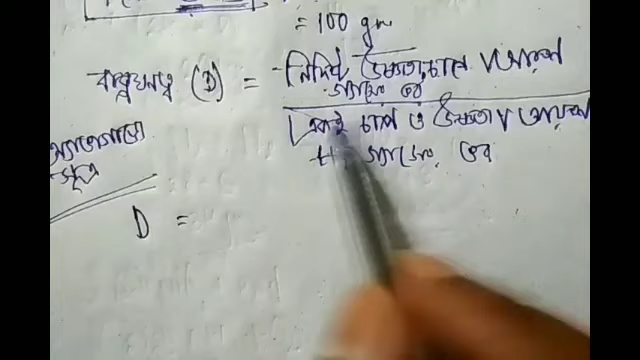 = 100 gm
বাষ্পঘনত্ব (D) = নির্দিষ্ট উষ্ণতা, চাপে V আয়তন
গ্যাসের ভর
একই চাপ ও উষ্ণতা V আয়তন
গ্যাসের ভর
অ্যাভোগাড্রো
সূত্র
D =